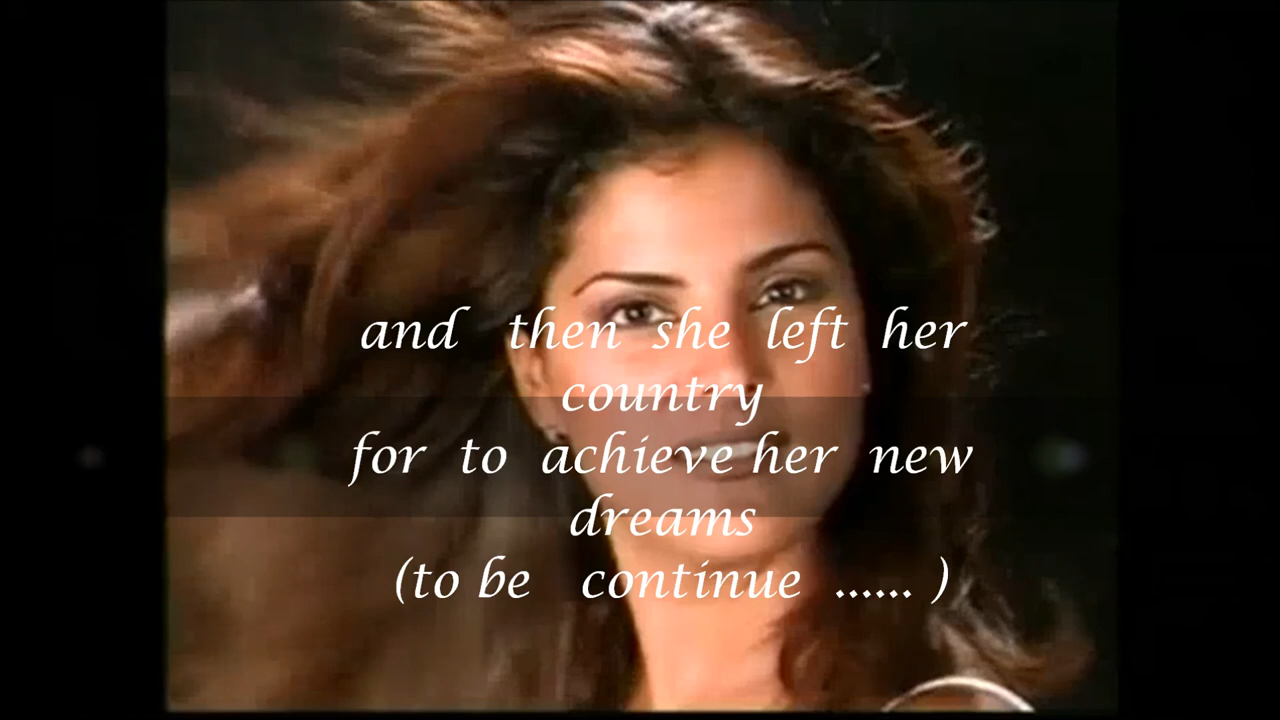 and then she left her
country
for to achieve her new
dreams
(to be continue ...... )